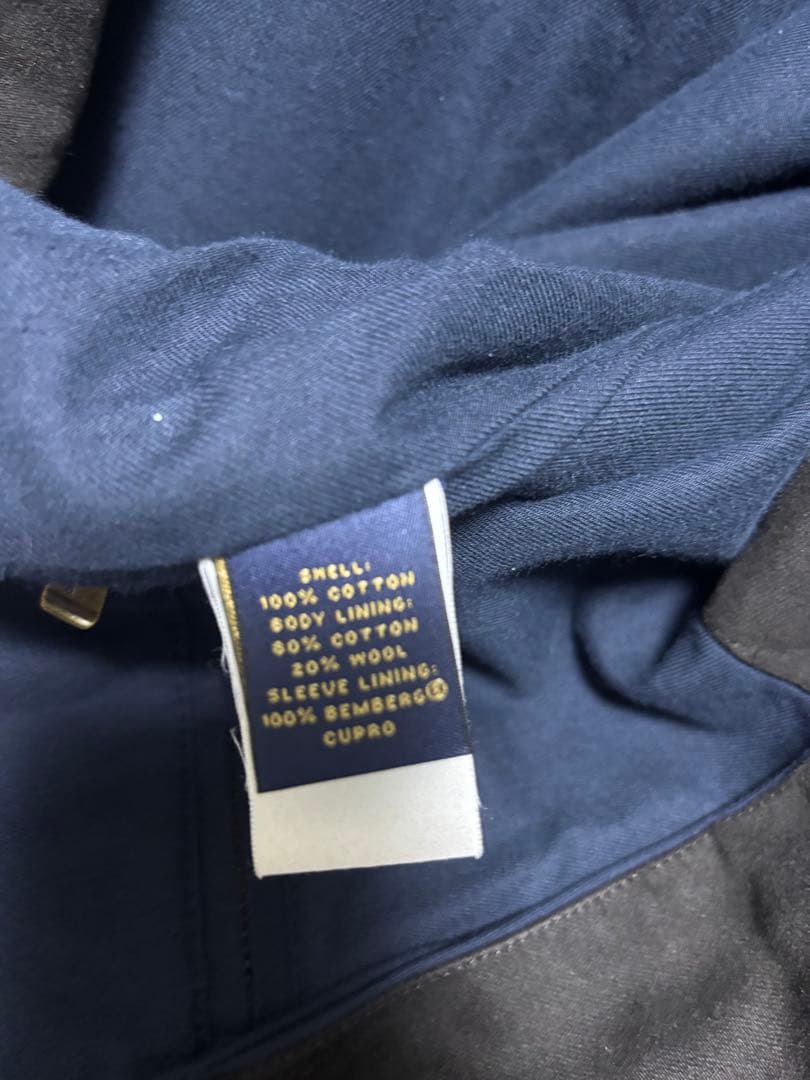 SHELL:
100% COTTON
BODY LINING:
80% COTTON
20% WOOL
SLEEVE LINING:
100% BEMBERG®
CUPRO